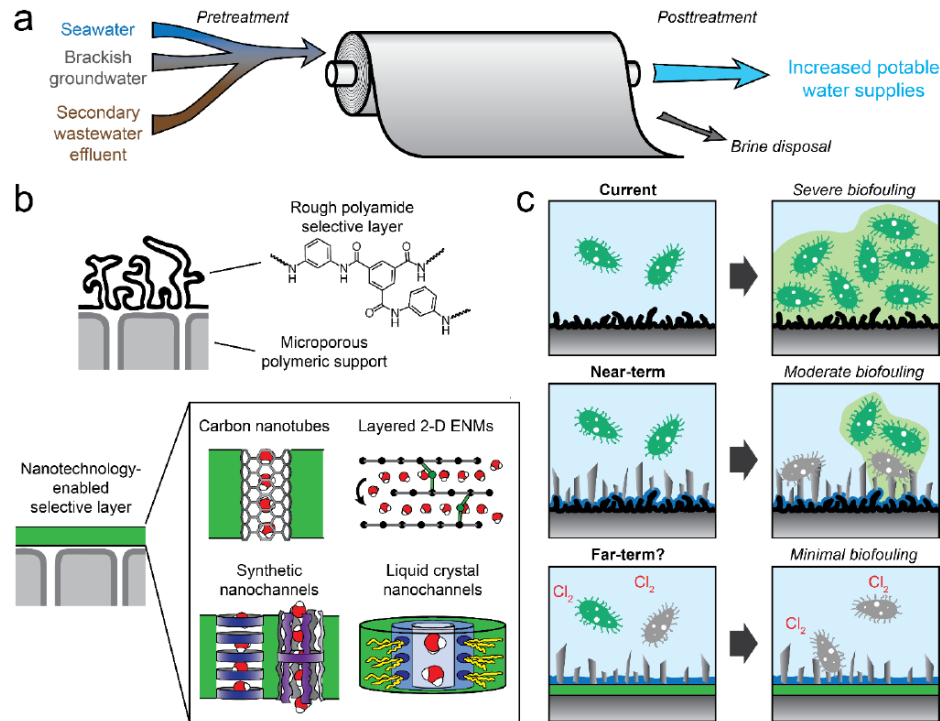 a
Pretreatment
Posttreatment
Seawater
Brackish
groundwater
Secondary
wastewater
effluent
Increased potable
water supplies
Brine disposal
b
Rough polyamide
selective layer
O
O
N
H
N
H
NH
O
NH
N
H
Microporous
polymeric support
Nanotechnology-
enabled
selective layer
Carbon nanotubes
Layered 2-D ENMs
Synthetic
nanochannels
Liquid crystal
nanochannels
c
Current
Severe biofouling
Near-term
Moderate biofouling
Far-term?
Minimal biofouling
Cl2
Cl2
Cl2
Cl2